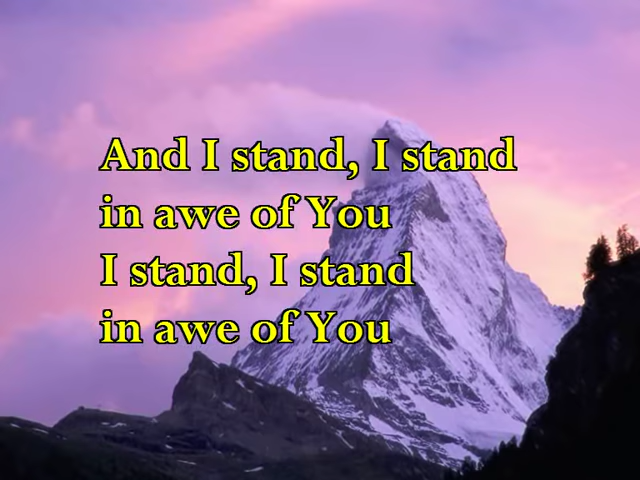 And I stand, I stand
in awe of You
I stand, I stand
in awe of You